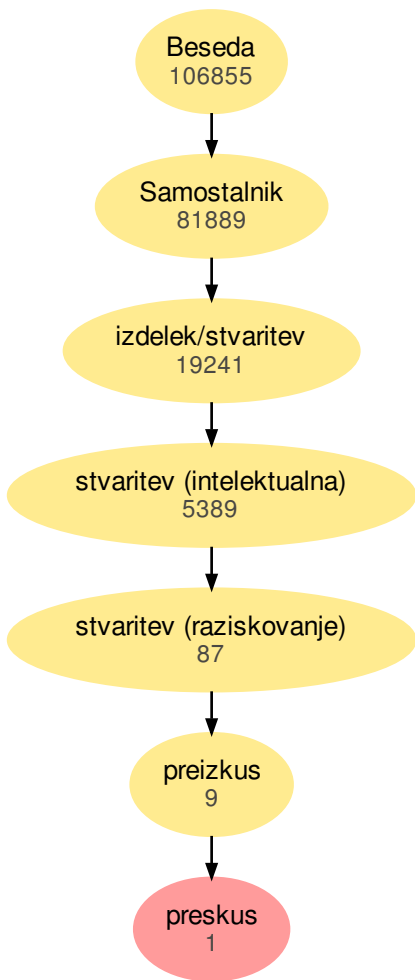 Beseda
106855
Samostalnik
81889
izdelek/stvaritev
19241
stvaritev (intelektualna)
5389
stvaritev (raziskovanje)
87
preizkus
9
preskus
1